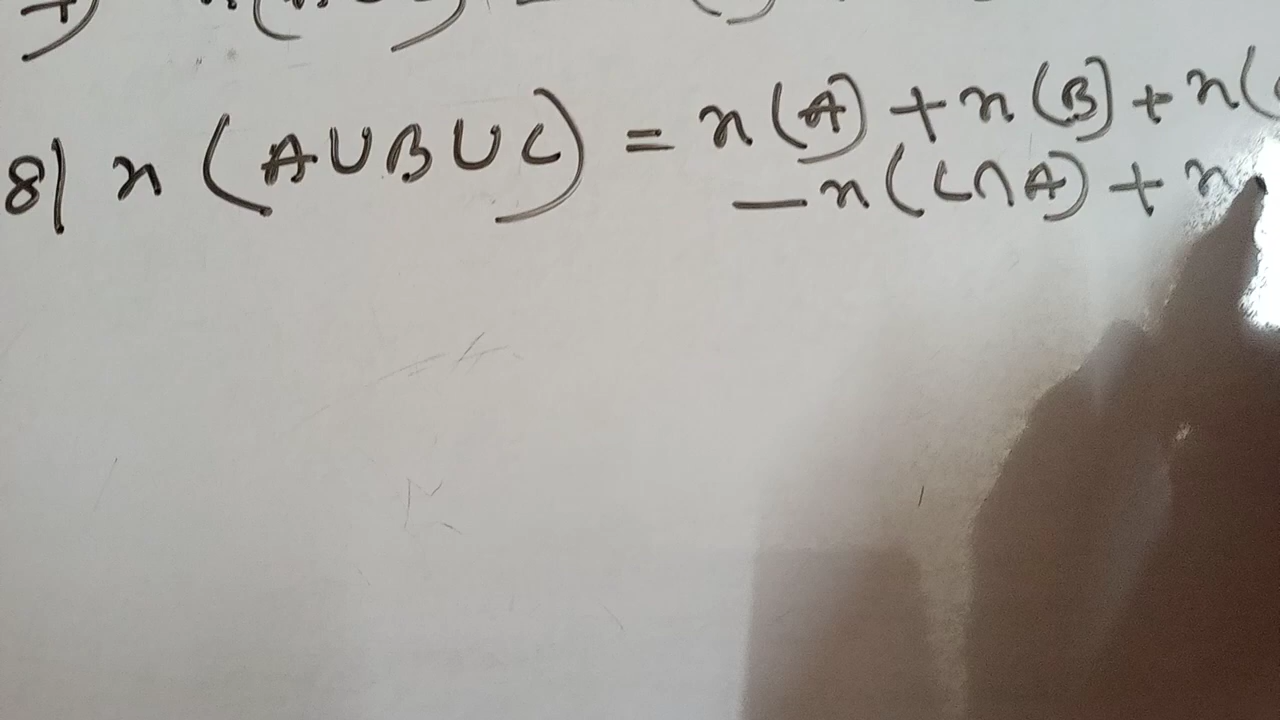 8) n (A∪B∪C) = n(A) + n(B) + n(
– n(C∩A) + n